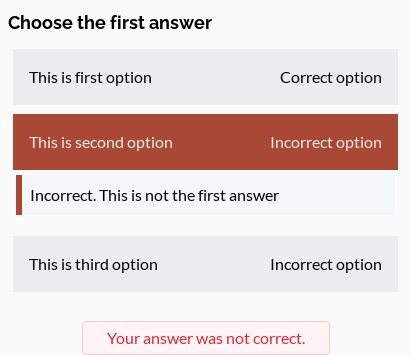 Choose the first answer
This is first option Correct option
This is second option Incorrect option
Incorrect. This is not the first answer
This is third option Incorrect option
Your answer was not correct.